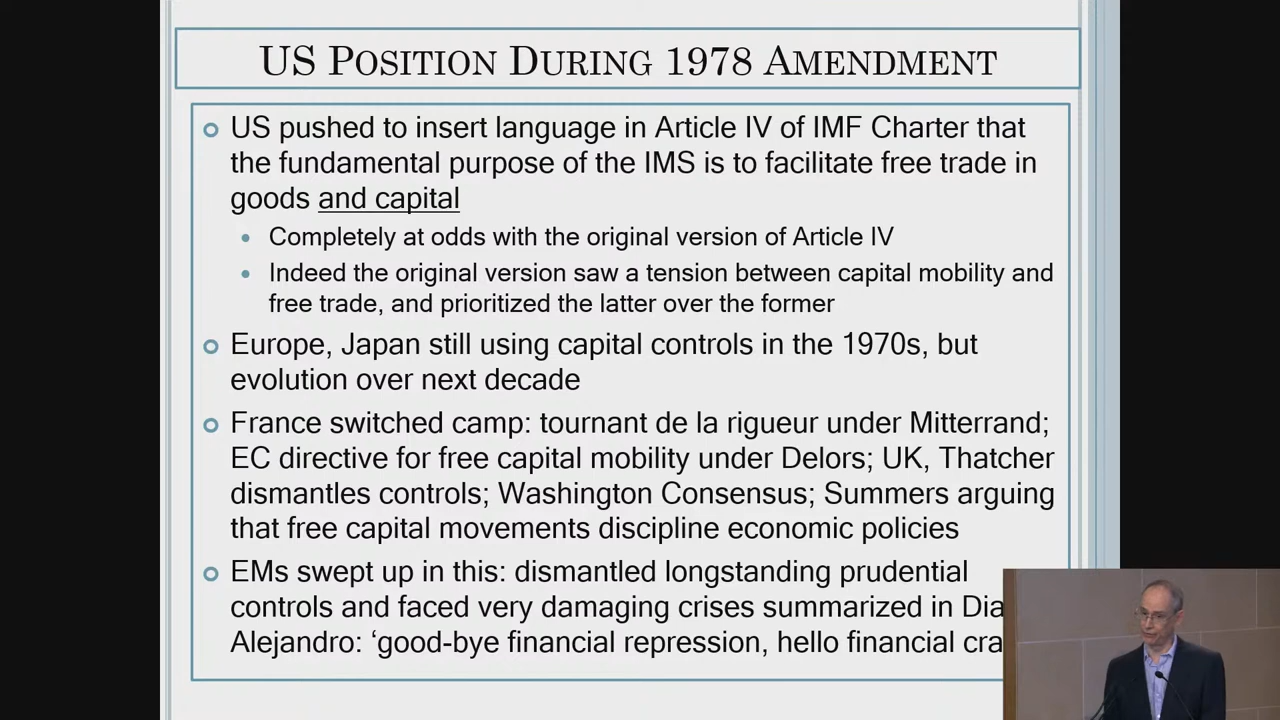 US POSITION DURING 1978 AMENDMENT
US pushed to insert language in Article IV of IMF Charter that
the fundamental purpose of the IMS is to facilitate free trade in
goods and capital
Completely at odds with the original version of Article IV
Indeed the original version saw a tension between capital mobility and
free trade, and prioritized the latter over the former
Europe, Japan still using capital controls in the 1970s, but
evolution over next decade
France switched camp: tournant de la rigueur under Mitterrand;
EC directive for free capital mobility under Delors; UK, Thatcher
dismantles controls; Washington Consensus; Summers arguing
that free capital movements discipline economic policies
EMs swept up in this: dismantled longstanding prudential
controls and faced very damaging crises summarized in Dia
Alejandro: ‘good-bye financial repression, hello financial cra